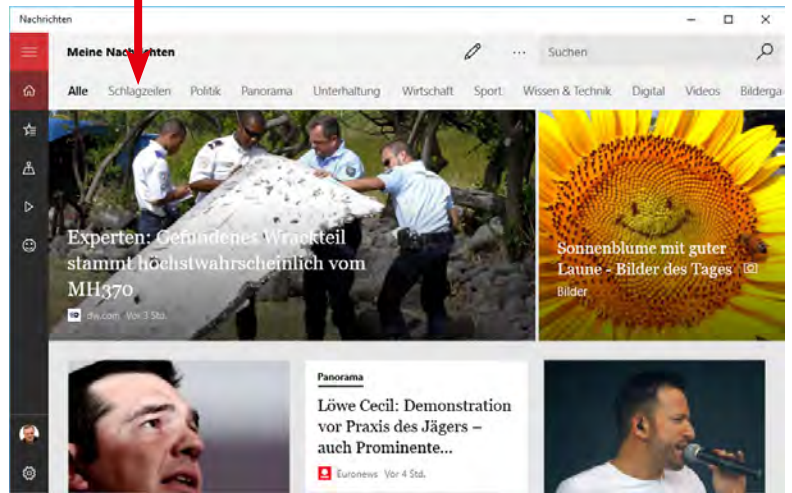 Nachrichten
Meine Nachrichten
Suchen
Alle Schlagzeilen Politik Panorama Unterhaltung Wirtschaft Sport Wissen & Technik Digital Videos Bilderga
Experten: Gefundenes Wrackteil
stammt höchstwahrscheinlich vom
MH370
dw.com Vor 3 Std.
Sonnenblume mit guter
Laune - Bilder des Tages
Bilder
Panorama
Löwe Cecil: Demonstration
vor Praxis des Jägers –
auch Prominente...
Euronews Vor 4 Std.